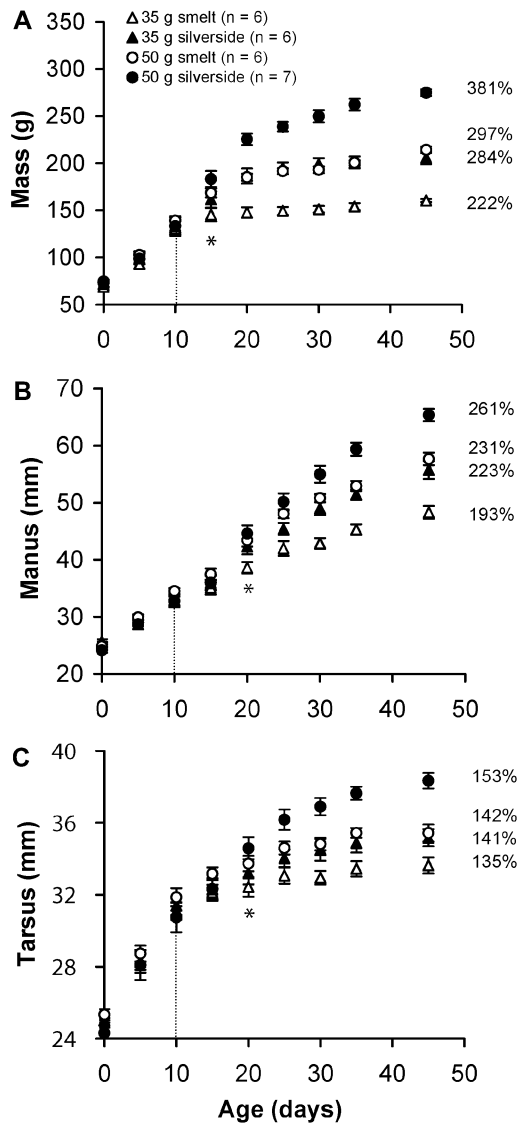 A
△ 35 g smelt (n = 6)
▲ 35 g silverside (n = 6)
○ 50 g smelt (n = 6)
● 50 g silverside (n = 7)
Mass (g)
350
300
250
200
150
100
50
381%
297%
284%
222%
*
0 10 20 30 40 50
B
Manus (mm)
70
60
50
40
30
20
261%
231%
223%
193%
*
0 10 20 30 40 50
C
Tarsus (mm)
40
36
32
28
24
153%
142%
141%
135%
*
0 10 20 30 40 50
Age (days)